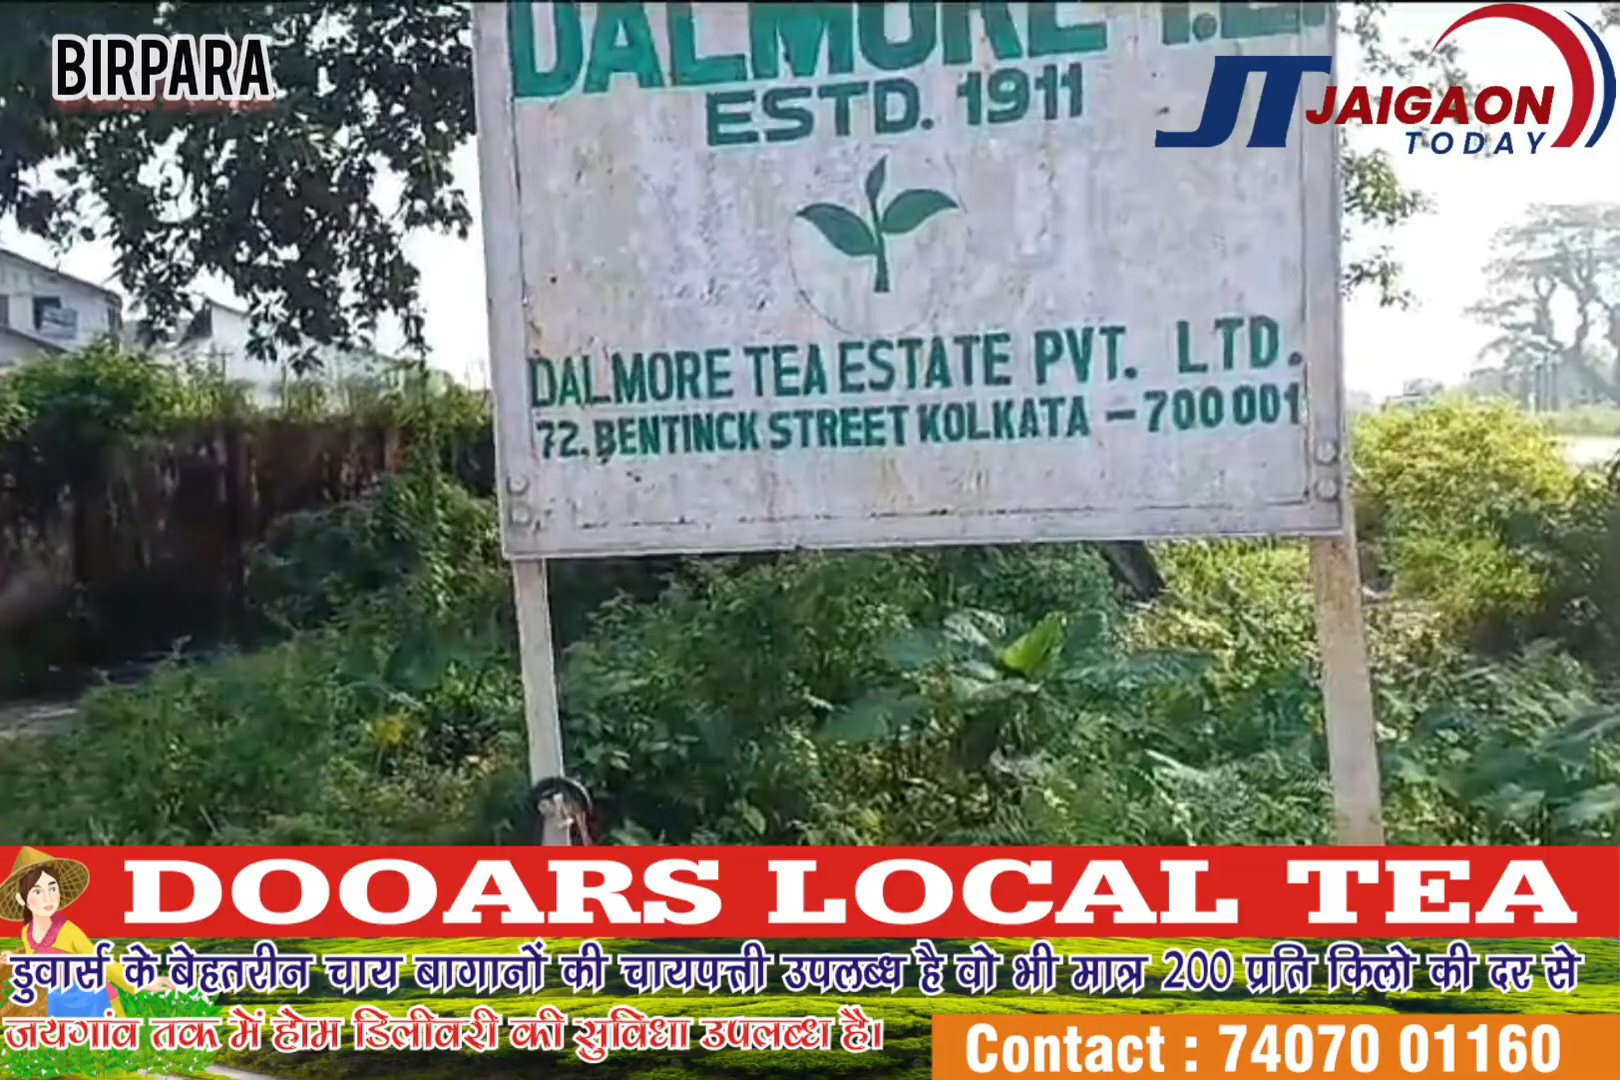 BIRPARA
DALMORE T.E.
ESTD. 1911
JT JAIGAON
TODAY
DALMORE TEA ESTATE PVT. LTD.
72. BENTINCK STREET KOLKATA – 700 001
DOOARS LOCAL TEA
डुवार्स के बेहतरीन चाय बागानों की चायपत्ती उपलब्ध है वो भी मात्र 200 प्रति किलो की दर से
जयगांव तक में होम डिलीवरी की सुविधा उपलब्ध है।
Contact : 74070 01160